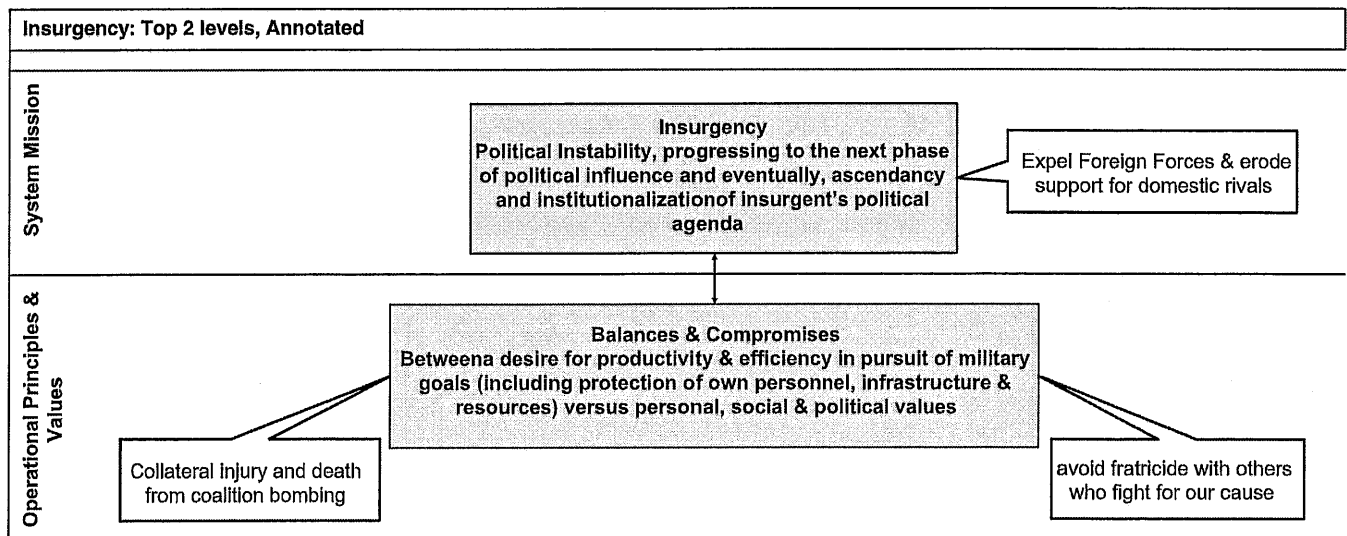 Insurgency: Top 2 levels, Annotated
System Mission
Insurgency
Political Instability, progressing to the next phase
of political influence and eventually, ascendancy
and institutionalizationof insurgent's political
agenda
Expel Foreign Forces & erode
support for domestic rivals
Operational Principles &
Values
Balances & Compromises
Betweena desire for productivity & efficiency in pursuit of military
goals (including protection of own personnel, infrastructure &
resources) versus personal, social & political values
Collateral injury and death
from coalition bombing
avoid fratricide with others
who fight for our cause